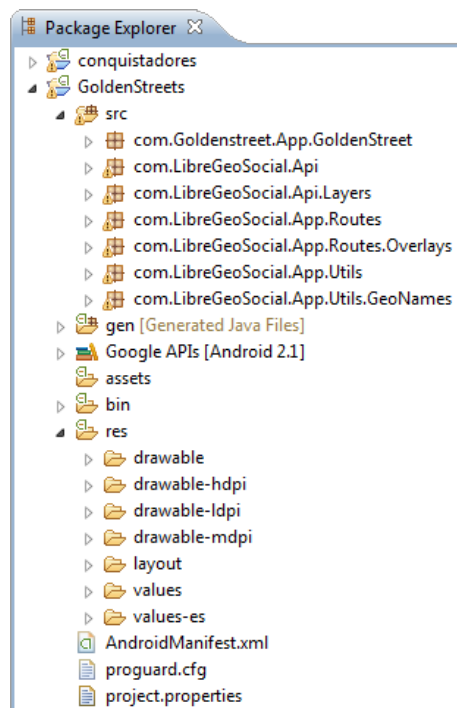 Package Explorer
conquistadores
GoldenStreets
src
com.Goldenstreet.App.GoldenStreet
com.LibreGeoSocial.Api
com.LibreGeoSocial.Api.Layers
com.LibreGeoSocial.App.Routes
com.LibreGeoSocial.App.Routes.Overlays
com.LibreGeoSocial.App.Utils
com.LibreGeoSocial.App.Utils.GeoNames
gen [Generated Java Files]
Google APIs [Android 2.1]
assets
bin
res
drawable
drawable-hdpi
drawable-ldpi
drawable-mdpi
layout
values
values-es
AndroidManifest.xml
proguard.cfg
project.properties